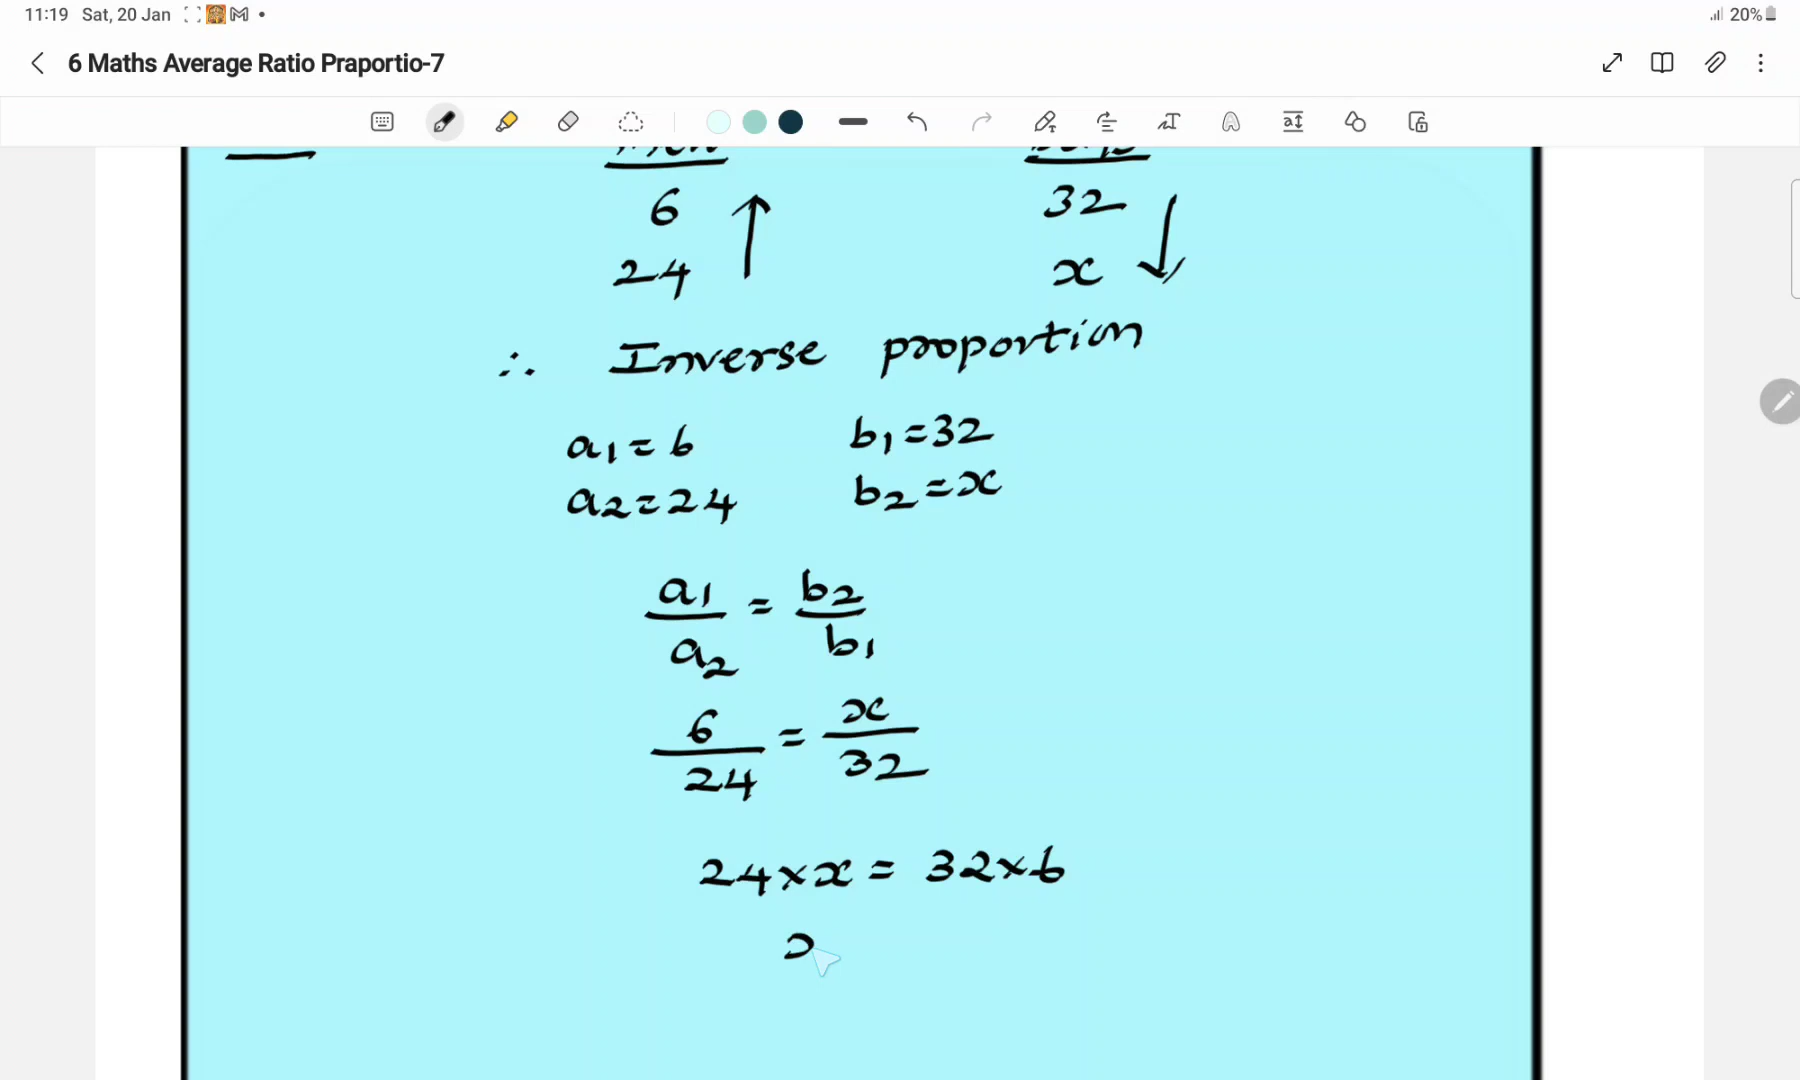 11:19 Sat, 20 Jan 20%
6 Maths Average Ratio Praportio-7
6 32
24 x
∴ Inverse proportion
a1 = 6 b1 = 32
a2 = 24 b2 = x
a1/a2 = b2/b1
6/24 = x/32
24 × x = 32 × 6